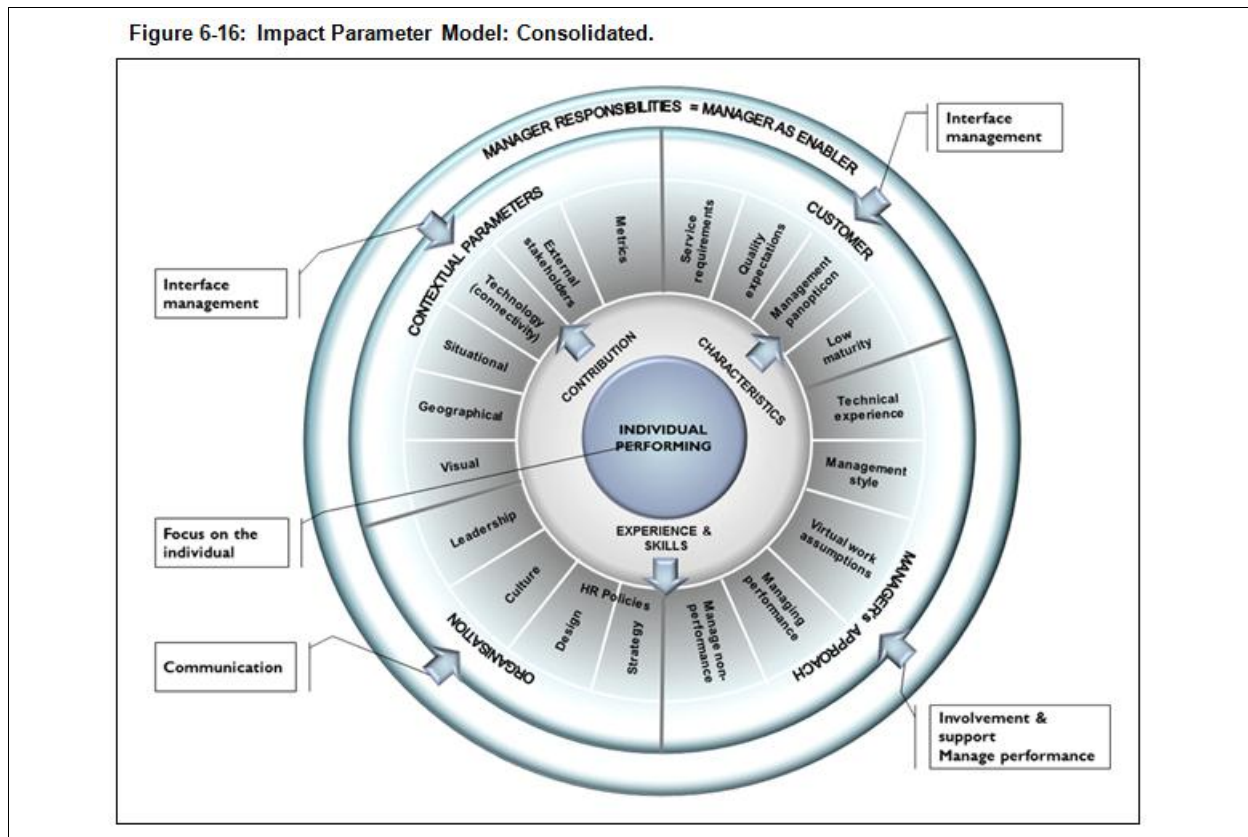 Figure 6-16: Impact Parameter Model: Consolidated.
MANAGER RESPONSIBILITIES = MANAGER AS ENABLER
Interface
management
Interface
management
Focus on the
individual
Communication
Involvement &
support
Manage performance
CONTEXTUAL PARAMETERS
Metrics
External
stakeholders
Technology
(connectivity)
Situational
Geographical
Visual
CUSTOMER
Service
requirements
Quality
expectations
Management
panopticon
Low
maturity
MANAGER's APPROACH
Technical
experience
Management
style
Virtual work
assumptions
Managing
performance
Manage non-
performance
ORGANISATION
Leadership
Culture
HR Policies
Design
Strategy
CONTRIBUTION
CHARACTERISTICS
EXPERIENCE &
SKILLS
INDIVIDUAL
PERFORMING